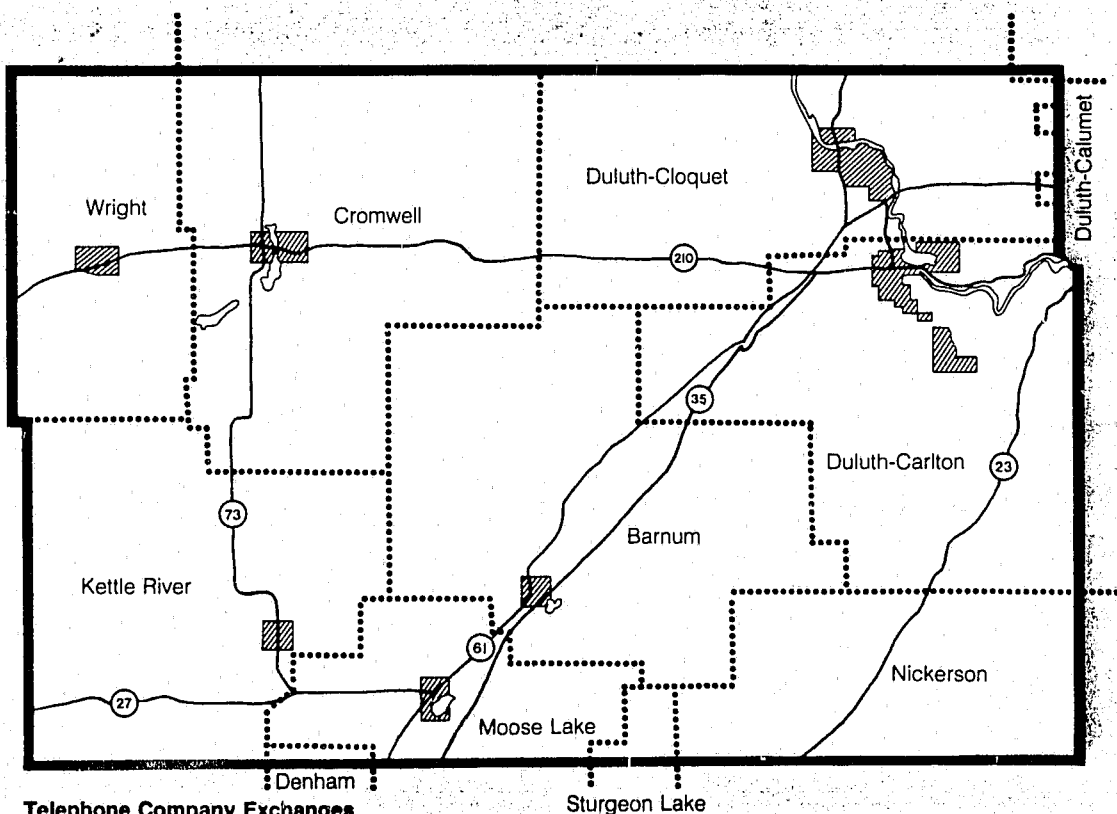 Duluth-Calumet
Duluth-Cloquet
Wright
Cromwell
210
35
Duluth-Carlton
23
73
Barnum
Kettle River
61
Nickerson
27
Moose Lake
Denham
Sturgeon Lake
Telephone Company Exchanges